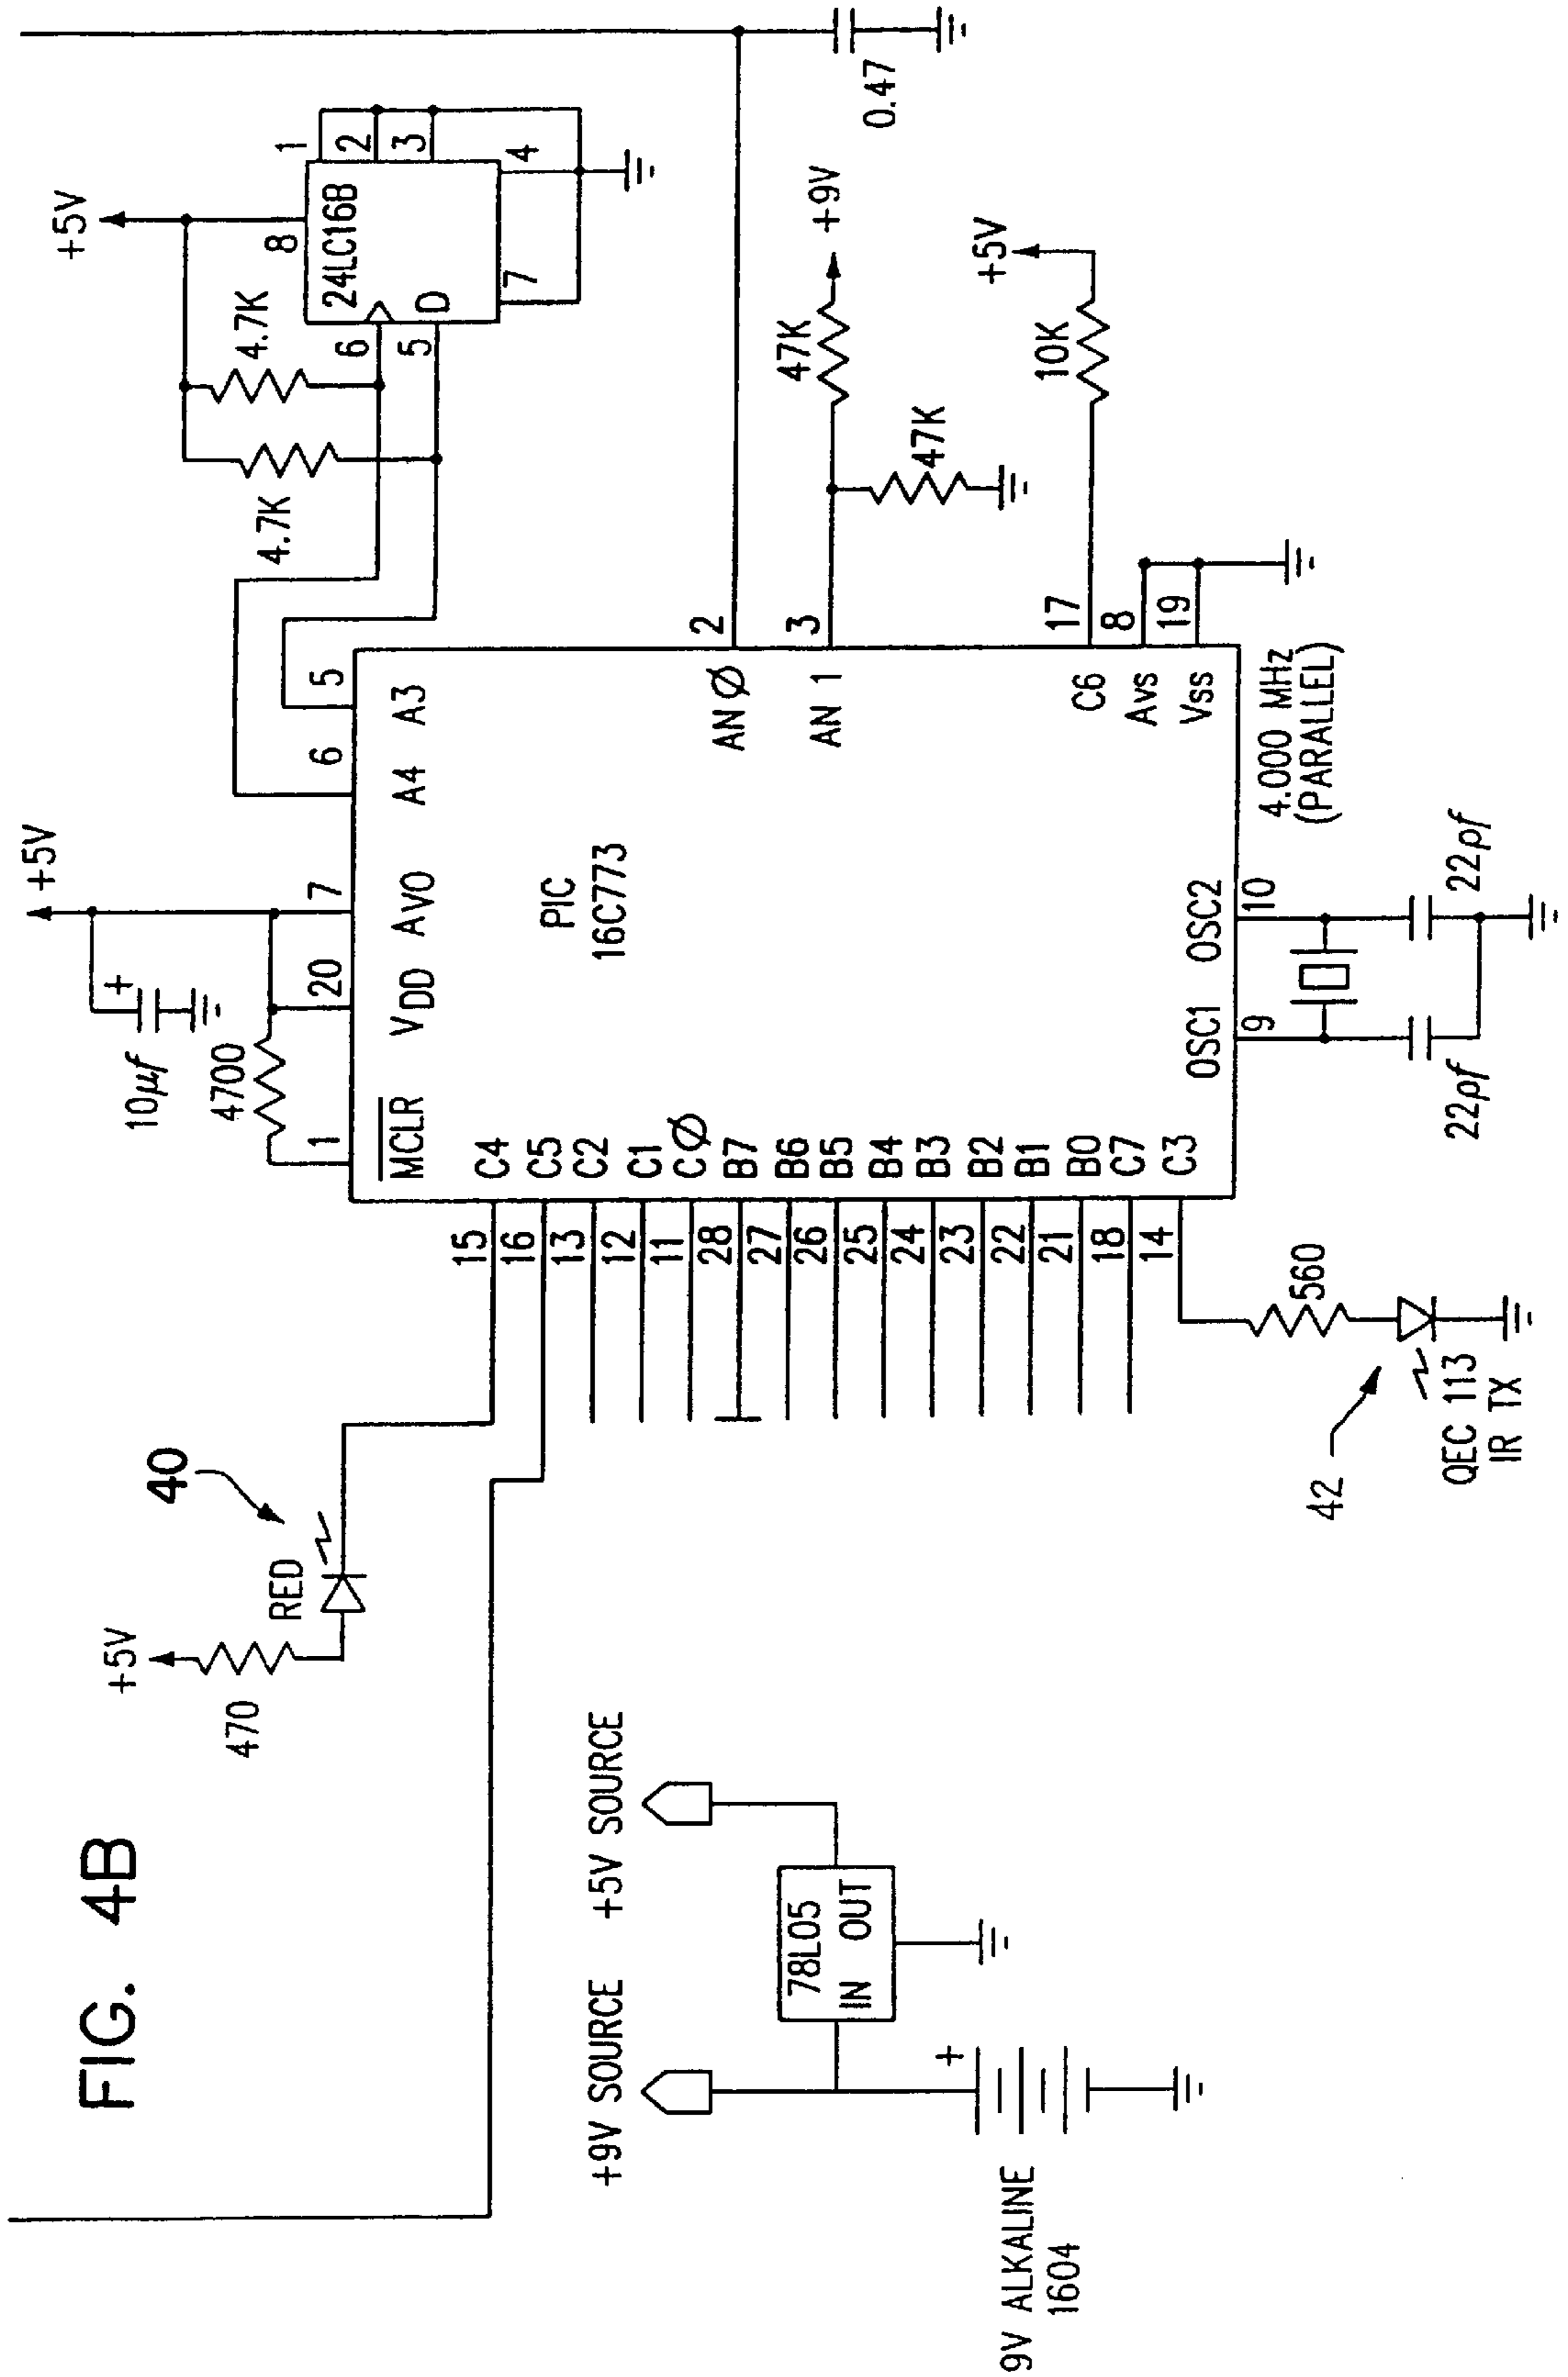 FIG. 4B
+5V
470
RED
40
+5V
+
10µf
4700
1
20
7
6
5
MCLR
VDD
AVO
A4
A3
4.7K
4.7K
+5V
8
24LC16B
6
5
D
7
4
1
2
3
15
16
13
12
11
28
27
26
25
24
23
22
21
18
14
C4
C5
C2
C1
CØ
B7
B6
B5
B4
B3
B2
B1
B0
C7
C3
PIC
16C773
AN Ø
2
0.47
AN 1
3
47K
+9V
47K
C6
17
10K
+5V
Avs
8
Vss
19
OSC1
OSC2
9
10
4.000 MHz
(PARALLEL)
22pf
22pf
560
42
QEC 113
IR TX
+9V SOURCE
+5V SOURCE
78L05
IN OUT
+
9V ALKALINE
1604